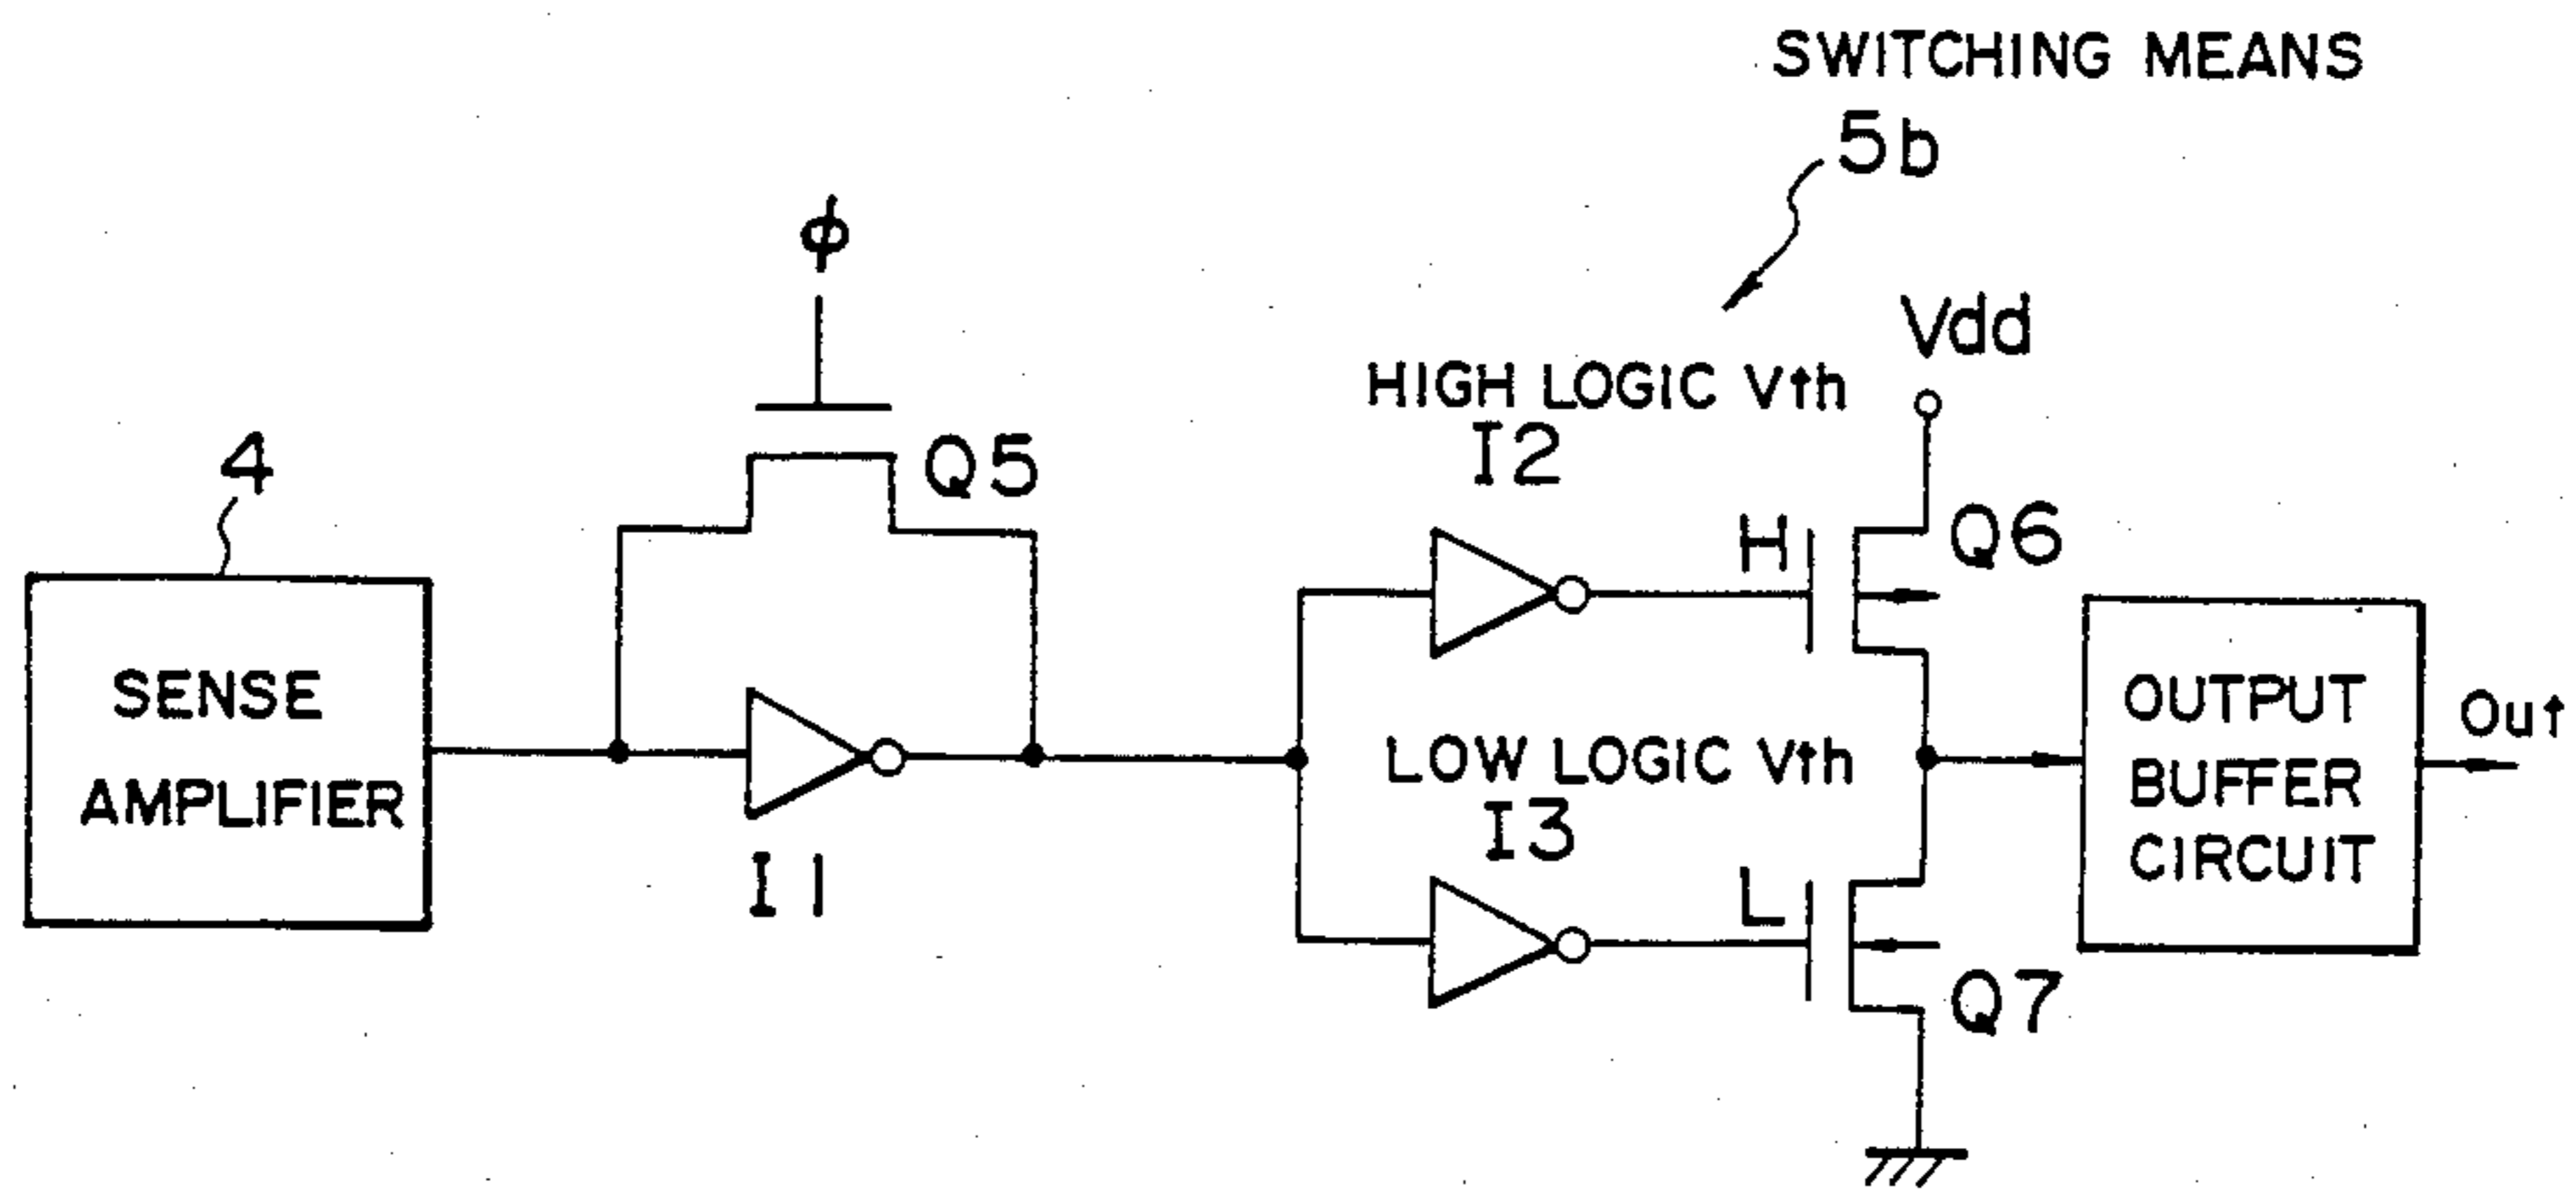 SWITCHING MEANS
5b
ϕ
Vdd
HIGH LOGIC Vth
I2
4
Q5
H
Q6
SENSE
AMPLIFIER
I1
LOW LOGIC Vth
I3
L
Q7
OUTPUT
BUFFER
CIRCUIT
Out